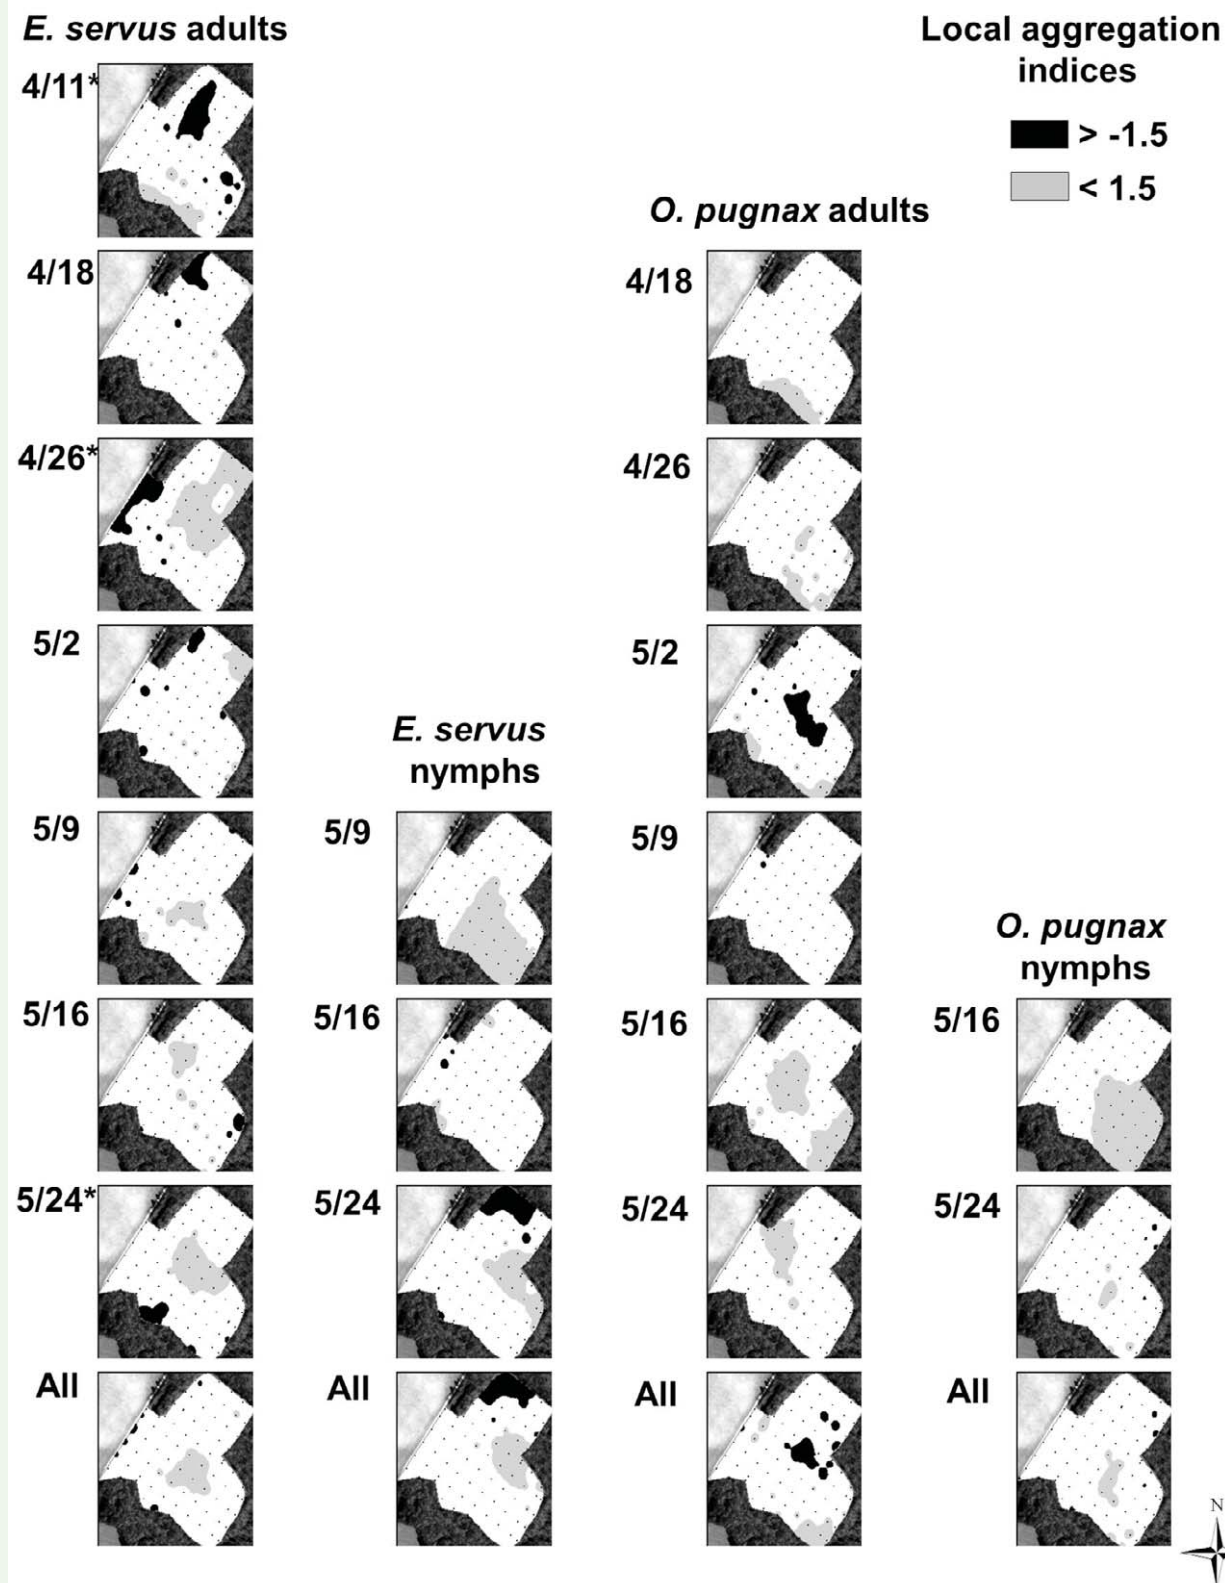 E. servus adults
Local aggregation
indices
4/11*
> -1.5
< 1.5
O. pugnax adults
4/18
4/18
4/26*
4/26
5/2
5/2
E. servus
nymphs
5/9
5/9
5/9
O. pugnax
nymphs
5/16
5/16
5/16
5/16
5/24*
5/24
5/24
5/24
All
All
All
All
N